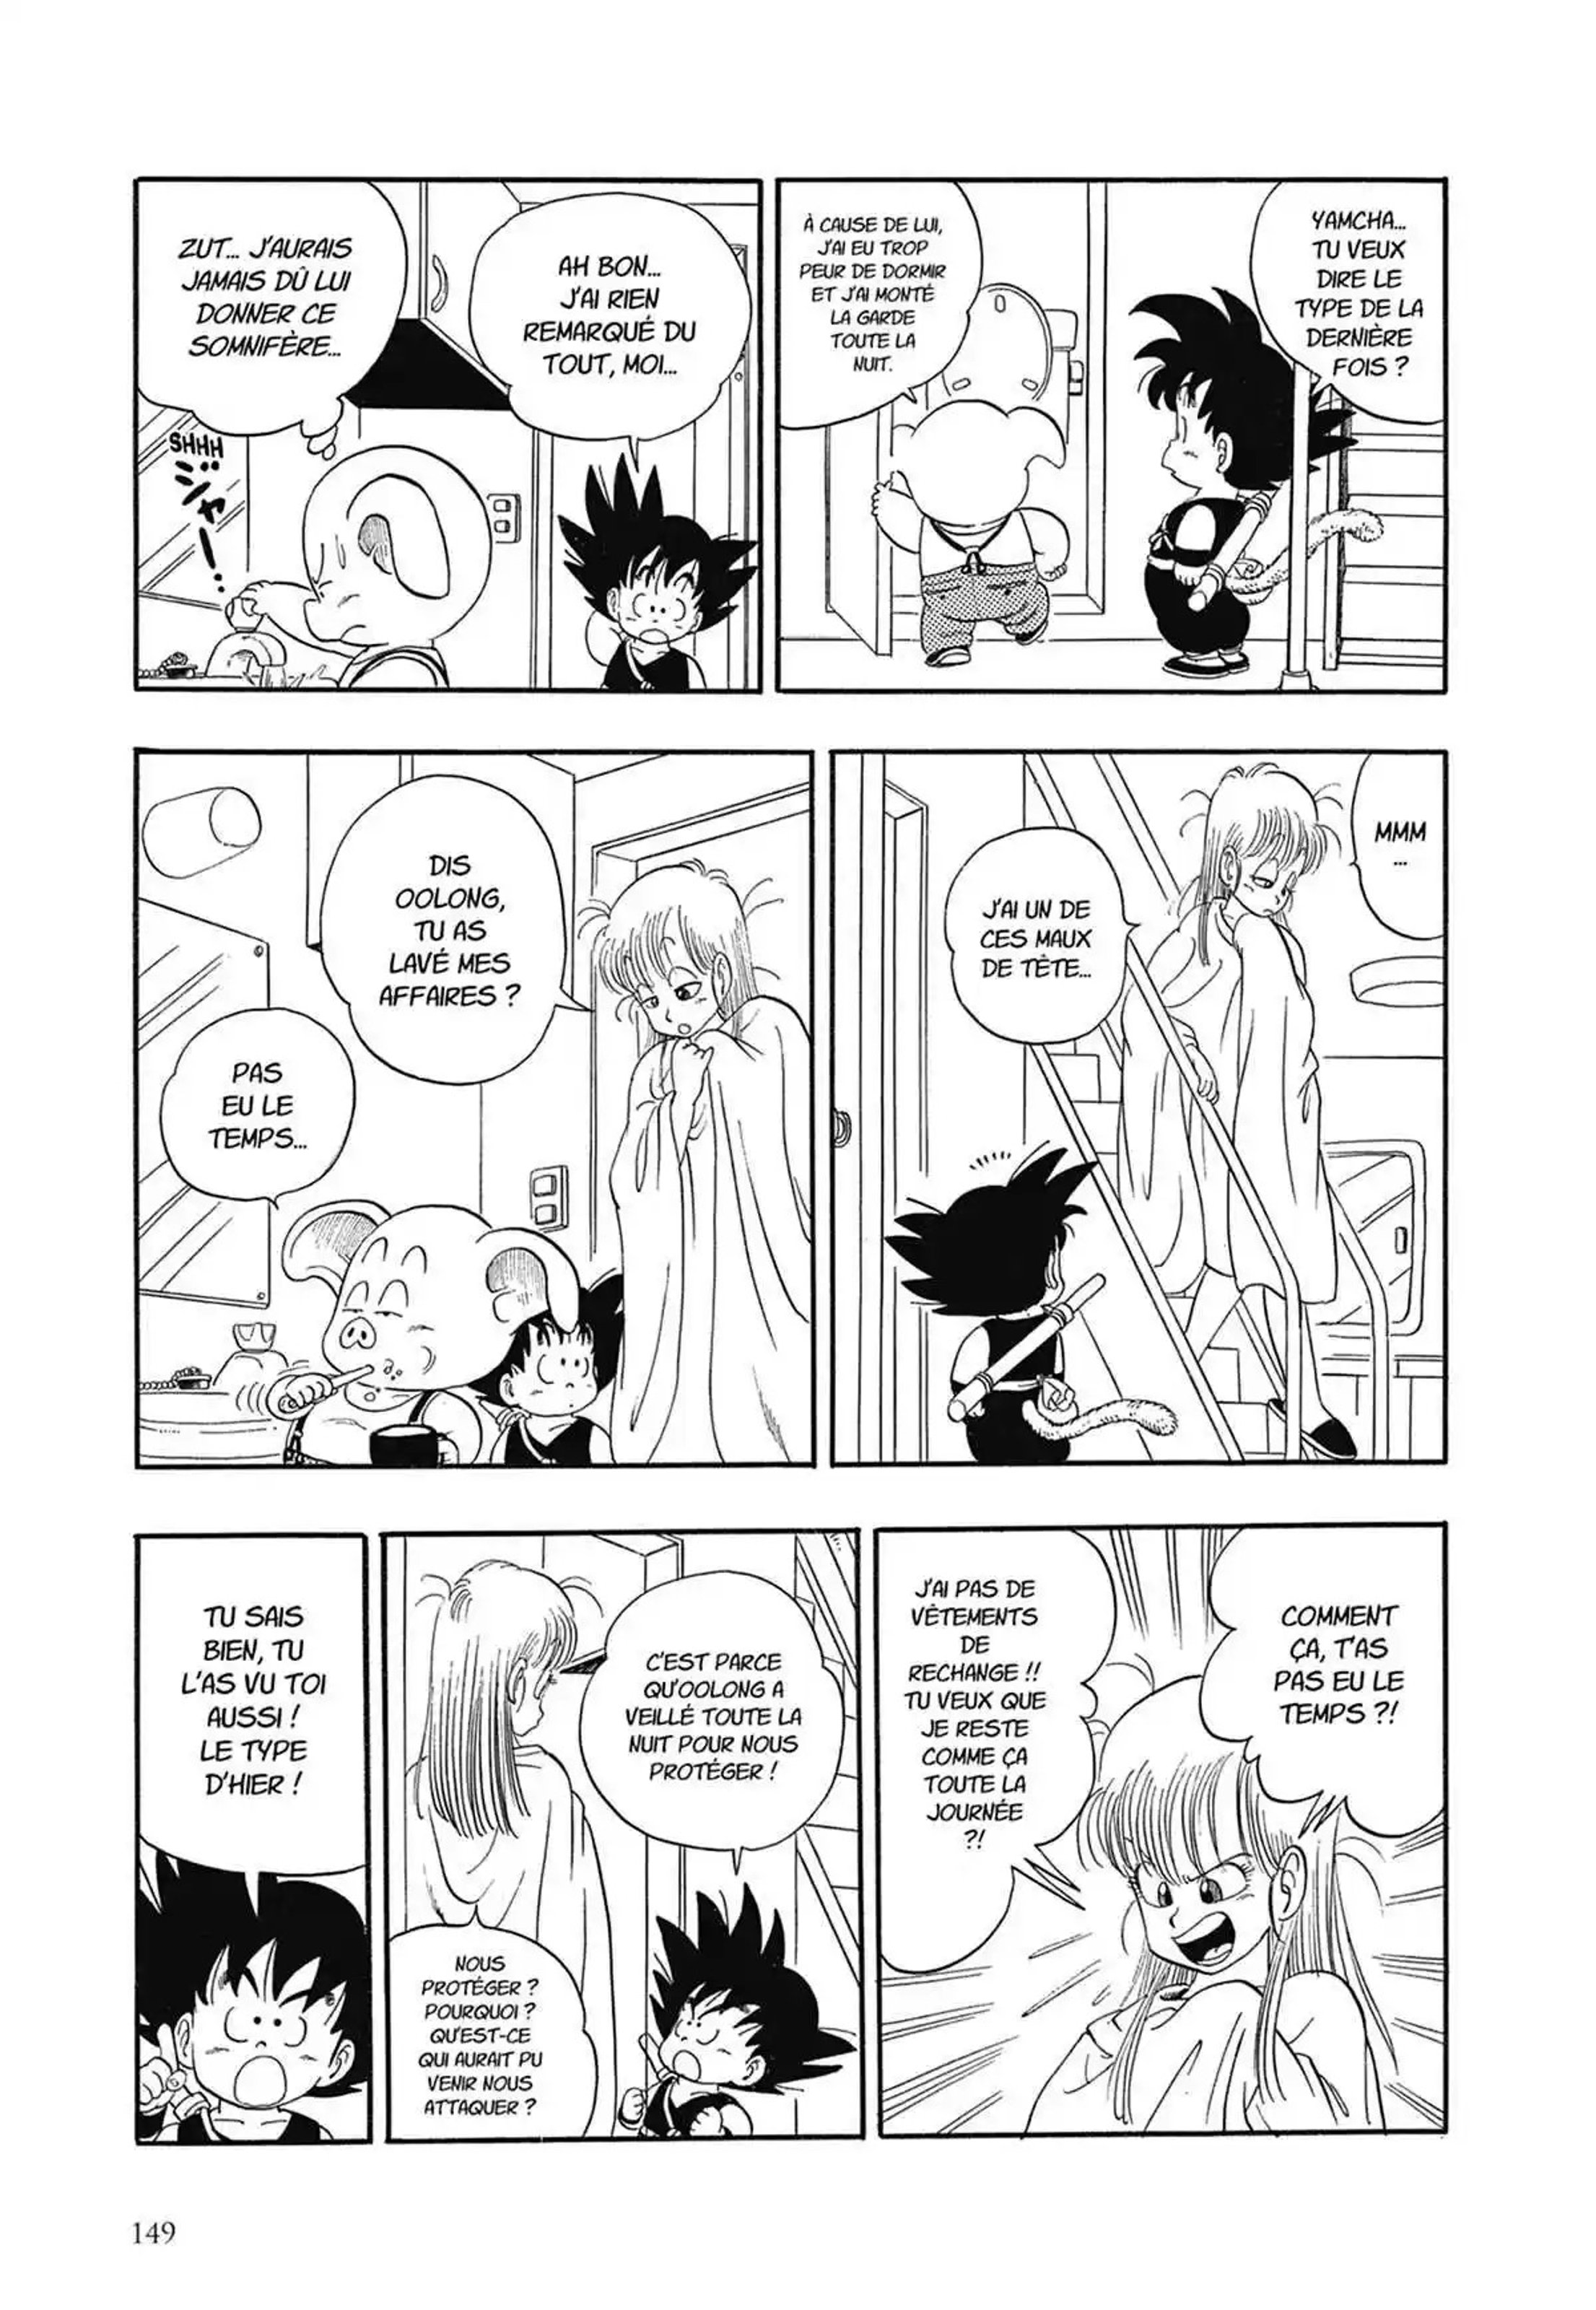 YAMCHA...
TU VEUX
DIRE LE
TYPE DE LA
DERNIÈRE
FOIS ?
À CAUSE DE LUI,
J'AI EU TROP
PEUR DE DORMIR
ET J'AI MONTÉ
LA GARDE
TOUTE LA
NUIT.
AH BON...
J'AI RIEN
REMARQUÉ DU
TOUT, MOI...
ZUT... J'AURAIS
JAMAIS DÛ LUI
DONNER CE
SOMNIFÈRE...
SHHH
ジャー…
MMM
...
J'AI UN DE
CES MAUX
DE TÊTE...
DIS
OOLONG,
TU AS
LAVÉ MES
AFFAIRES ?
PAS
EU LE
TEMPS...
COMMENT
ÇA, T'AS
PAS EU LE
TEMPS ?!
J'AI PAS DE
VÊTEMENTS
DE
RECHANGE !!
TU VEUX QUE
JE RESTE
COMME ÇA
TOUTE LA
JOURNÉE
?!
C'EST PARCE
QU'OOLONG A
VEILLÉ TOUTE LA
NUIT POUR NOUS
PROTÉGER !
NOUS
PROTÉGER ?
POURQUOI ?
QU'EST-CE
QUI AURAIT PU
VENIR NOUS
ATTAQUER ?
TU SAIS
BIEN, TU
L'AS VU TOI
AUSSI !
LE TYPE
D'HIER !
149